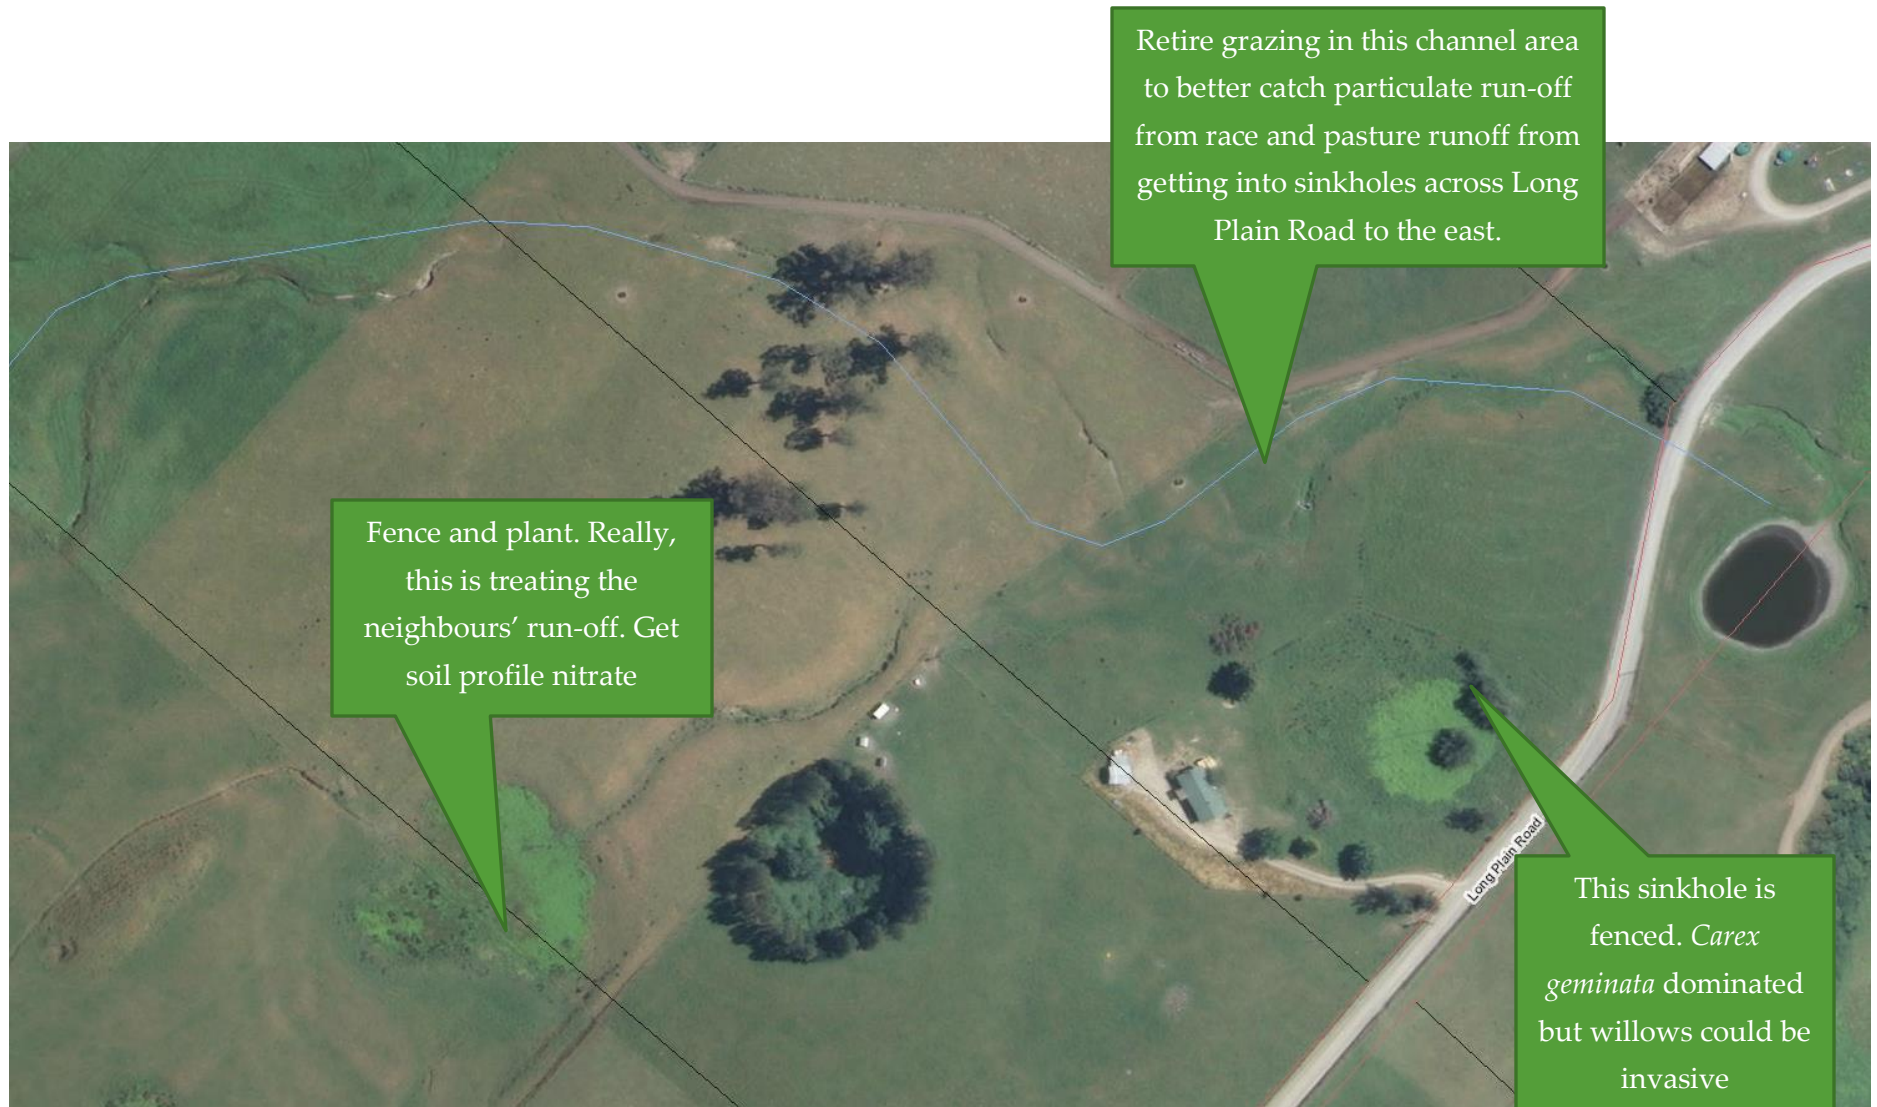 Retire grazing in this channel area
to better catch particulate run-off
from race and pasture runoff from
getting into sinkholes across Long
Plain Road to the east.
Fence and plant. Really,
this is treating the
neighbours’ run-off. Get
soil profile nitrate
Long Plain Road
This sinkhole is
fenced. Carex
geminata dominated
but willows could be
invasive